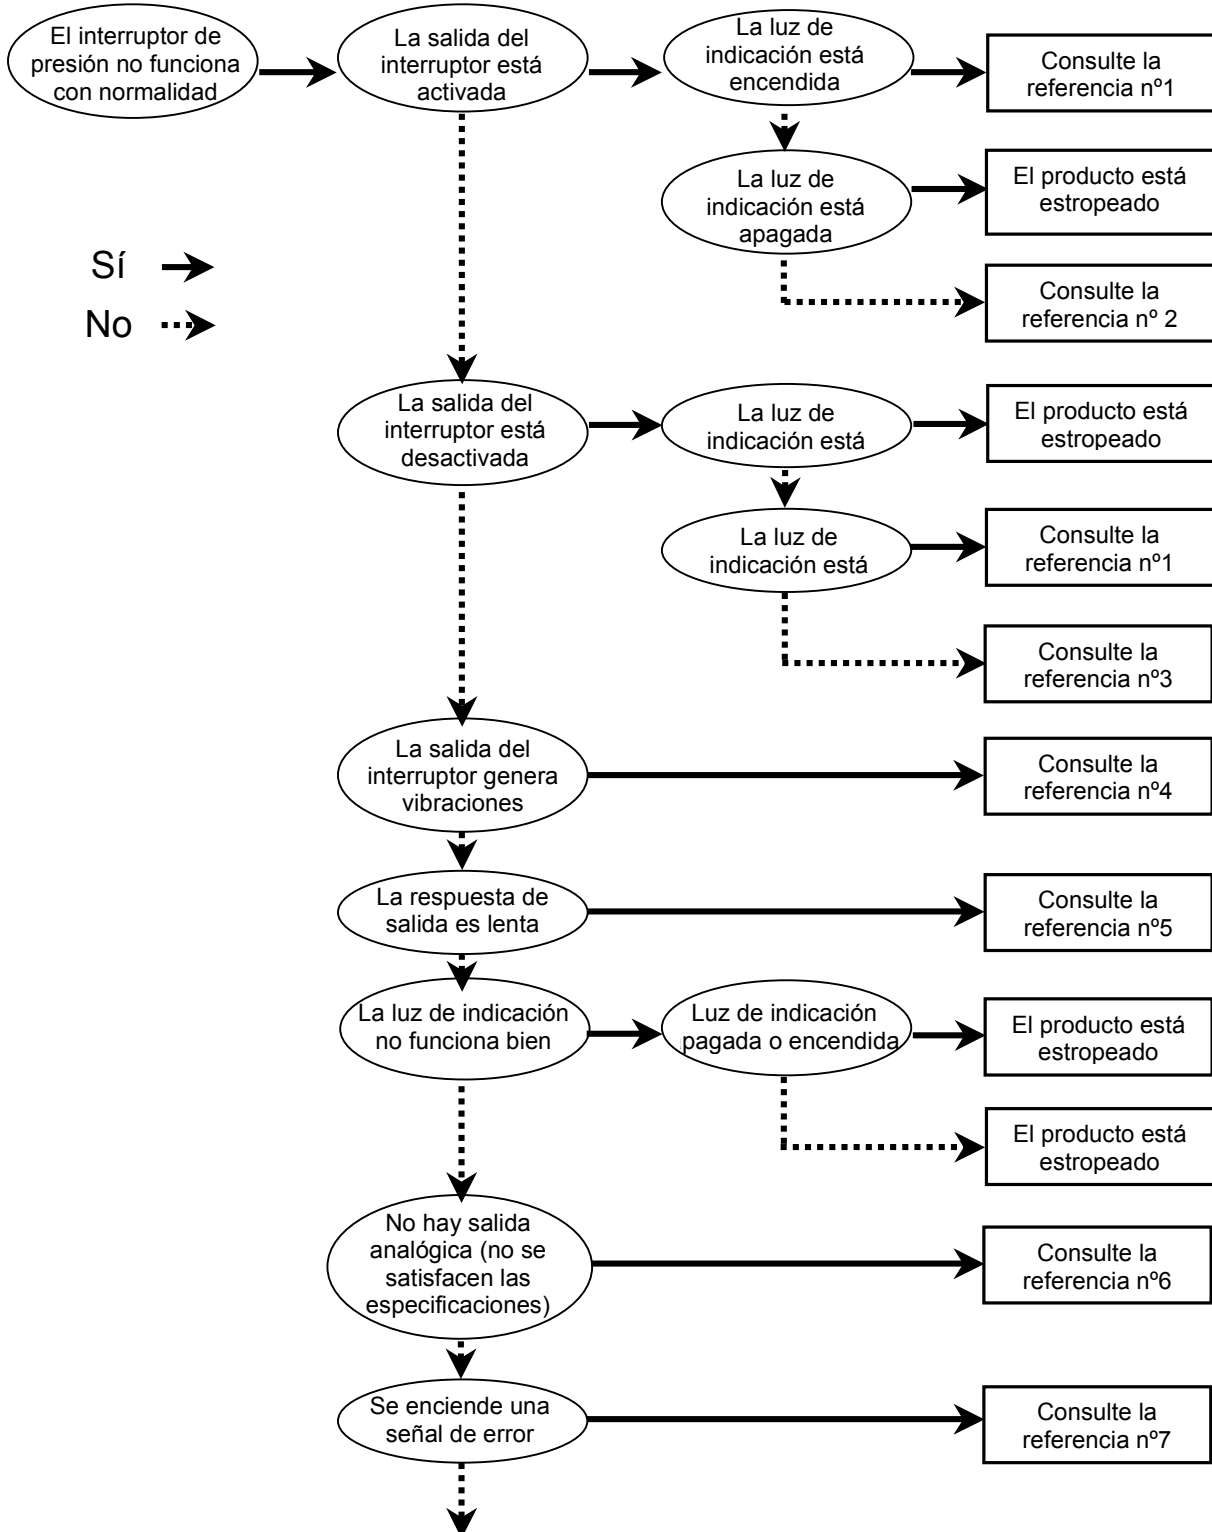 El interruptor de
presión no funciona
con normalidad
La salida del
interruptor está
activada
La luz de
indicación está
encendida
Consulte la
referencia nº1
La luz de
indicación está
apagada
El producto está
estropeado
Sí
No
Consulte la
referencia nº 2
La salida del
interruptor está
desactivada
La luz de
indicación está
El producto está
estropeado
La luz de
indicación está
Consulte la
referencia nº1
Consulte la
referencia nº3
La salida del
interruptor genera
vibraciones
Consulte la
referencia nº4
La respuesta de
salida es lenta
Consulte la
referencia nº5
La luz de indicación
no funciona bien
Luz de indicación
pagada o encendida
El producto está
estropeado
El producto está
estropeado
No hay salida
analógica (no se
satisfacen las
especificaciones)
Consulte la
referencia nº6
Se enciende una
señal de error
Consulte la
referencia nº7